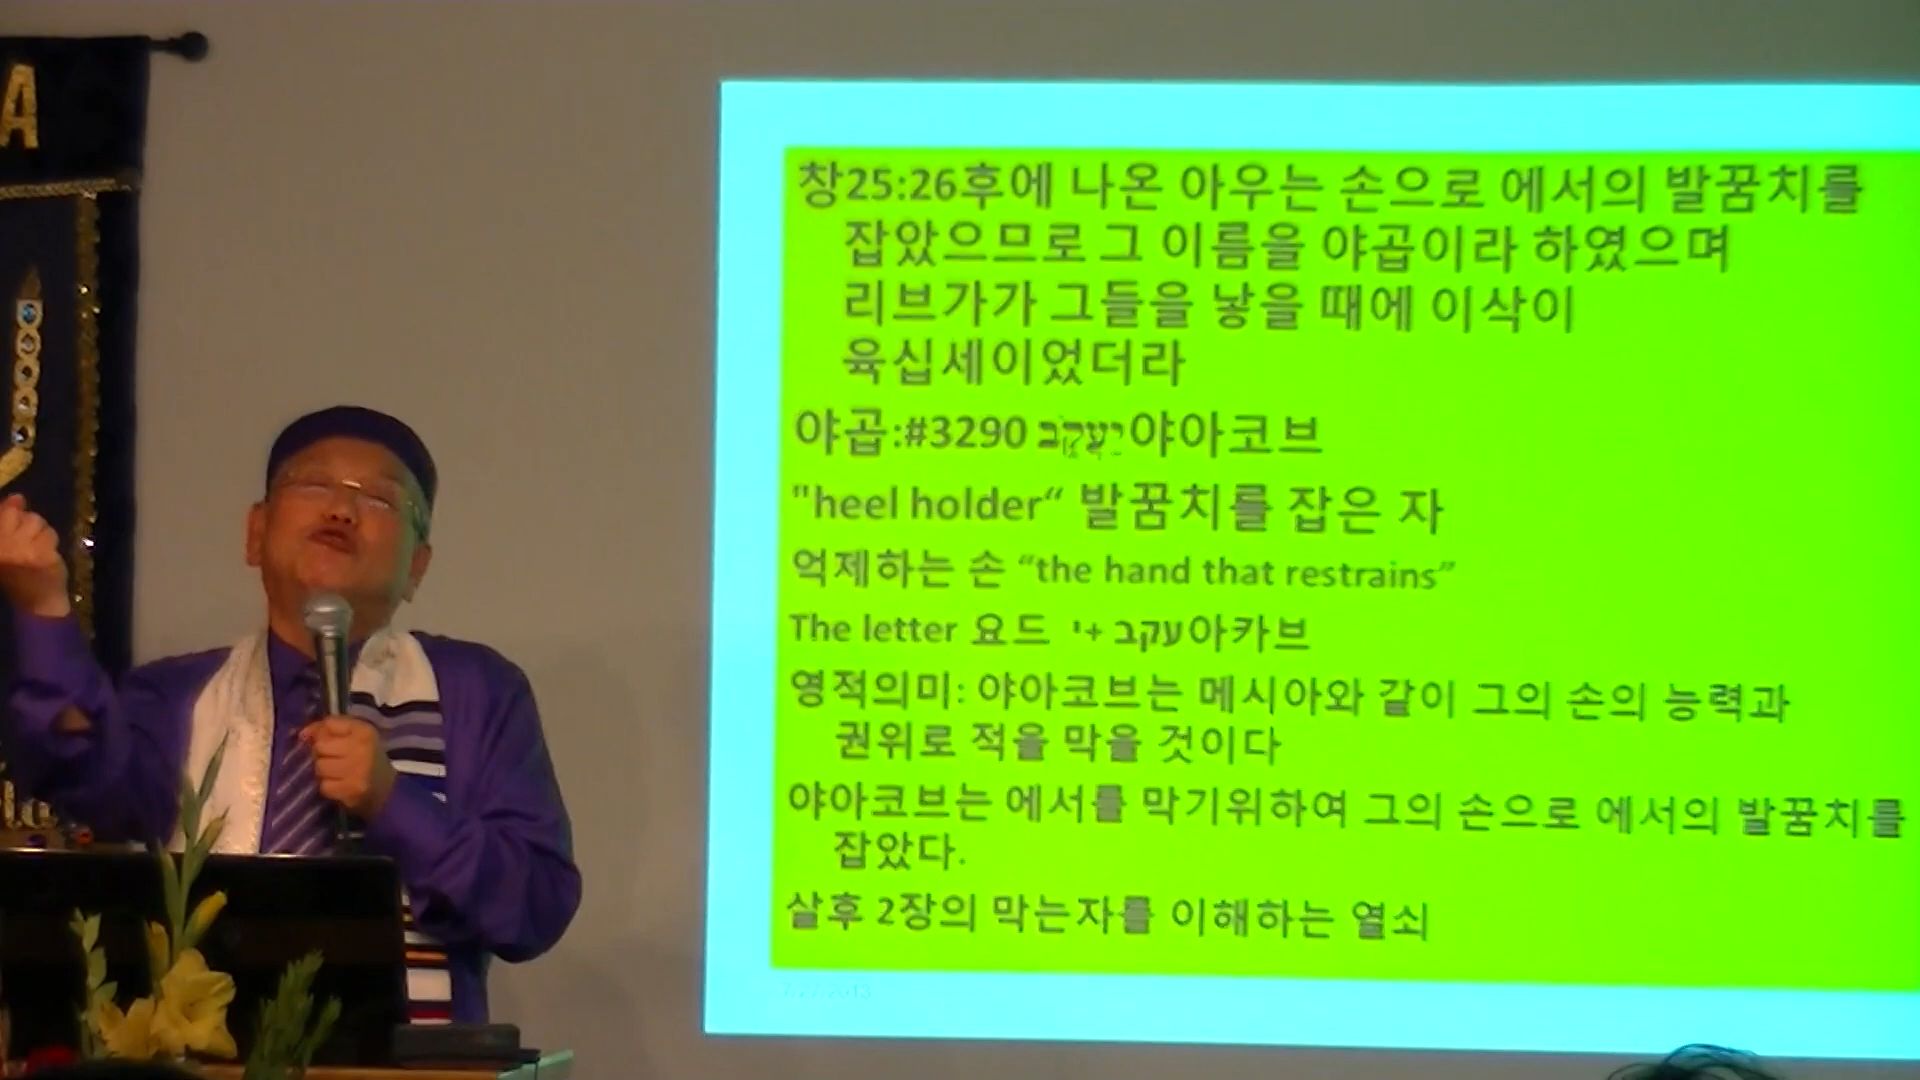 A
창25:26후에 나온 아우는 손으로 에서의 발꿈치를
잡았으므로 그 이름을 야곱이라 하였으며
리브가가 그들을 낳을 때에 이삭이
육십세이었더라
야곱:#3290 יַעֲקֹב야아코브
"heel holder“ 발꿈치를 잡은 자
억제하는 손 “the hand that restrains”
The letter 요드 י+ עקב아카브
영적의미: 야아코브는 메시아와 같이 그의 손의 능력과
권위로 적을 막을 것이다
야아코브는 에서를 막기위하여 그의 손으로 에서의 발꿈치를
잡았다.
살후 2장의 막는자를 이해하는 열쇠
7/27/2013